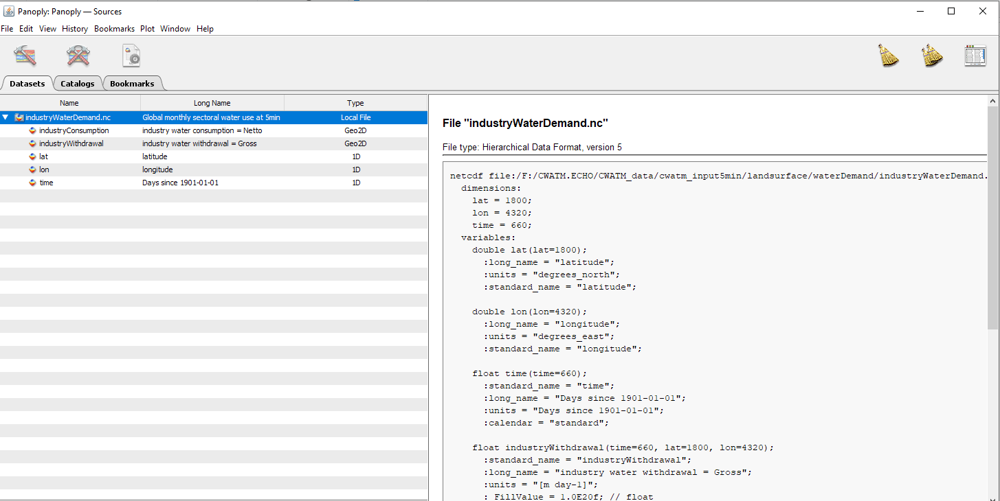 Panoply: Panoply — Sources
File Edit View History Bookmarks Plot Window Help
Datasets Catalogs Bookmarks
Name Long Name Type
industryWaterDemand.nc Global monthly sectoral water use at 5min Local File
industryConsumption industry water consumption = Netto Geo2D
industryWithdrawal industry water withdrawal = Gross Geo2D
lat latitude 1D
lon longitude 1D
time Days since 1901-01-01 1D
File "industryWaterDemand.nc"
File type: Hierarchical Data Format, version 5
netcdf file:/F:/CWATM.ECHO/CWATM_data/cwatm_input5min/landsurface/waterDemand/industryWaterDemand.
dimensions:
lat = 1800;
lon = 4320;
time = 660;
variables:
double lat(lat=1800);
:long_name = "latitude";
:units = "degrees_north";
:standard_name = "latitude";
double lon(lon=4320);
:long_name = "longitude";
:units = "degrees_east";
:standard_name = "longitude";
float time(time=660);
:standard_name = "time";
:long_name = "Days since 1901-01-01";
:units = "Days since 1901-01-01";
:calendar = "standard";
float industryWithdrawal(time=660, lat=1800, lon=4320);
:standard_name = "industryWithdrawal";
:long_name = "industry water withdrawal = Gross";
:units = "[m day-1]";
:_FillValue = 1.0E20f; // float